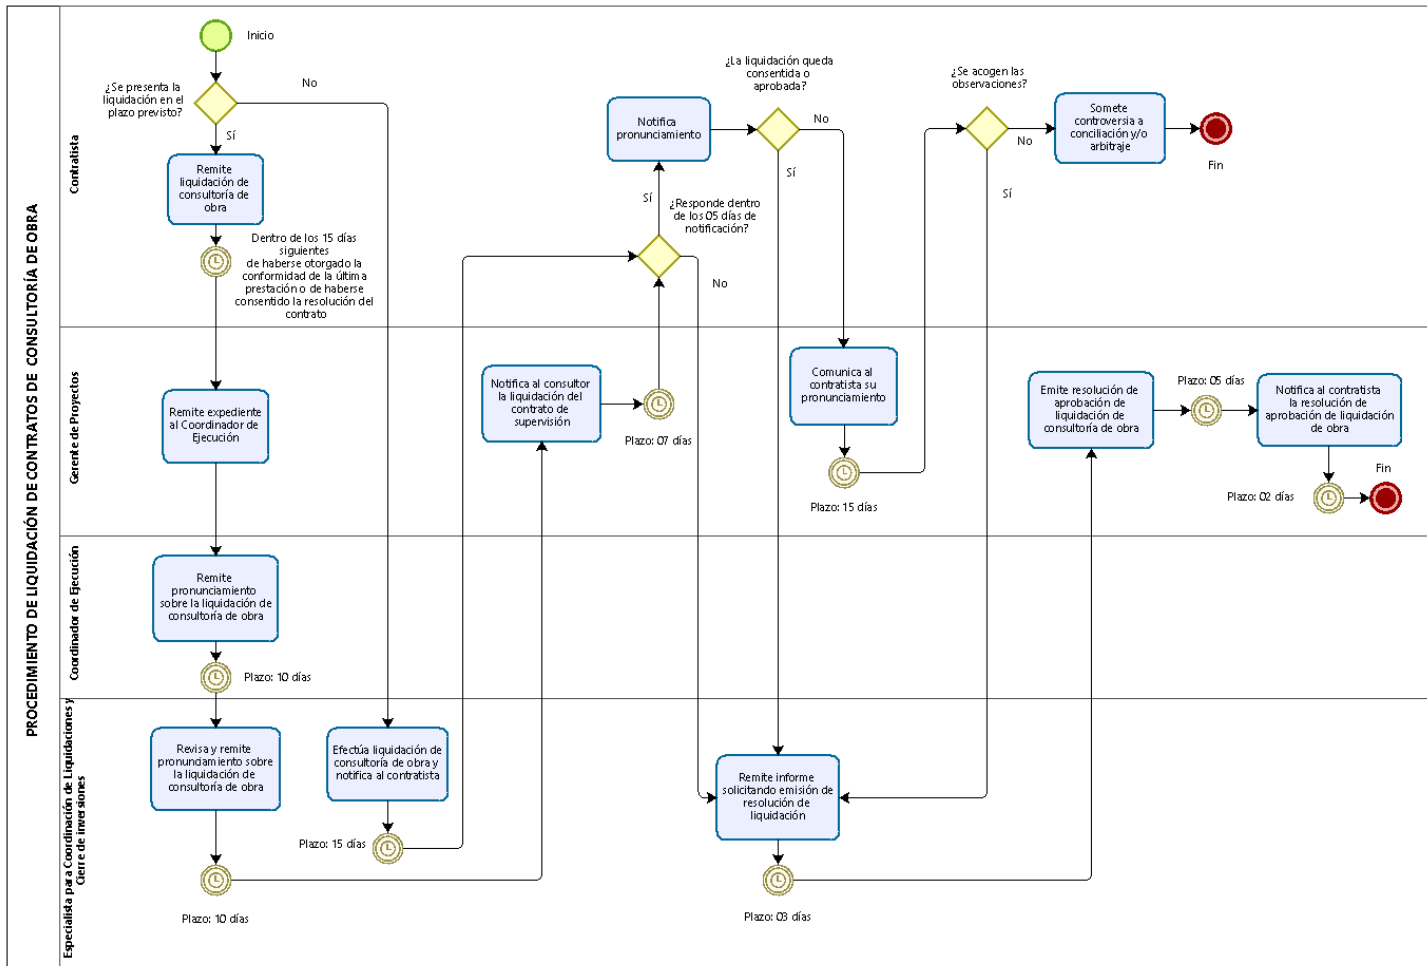 PROCEDIMIENTO DE LIQUIDACIÓN DE CONTRATOS DE CONSULTORÍA DE OBRA
Contratista
Inicio
¿Se presenta la
liquidación en el
plazo previsto?
No
Sí
Remite
liquidación de
consultoría de
obra
Dentro de los 15 días
siguientes
de haberse otorgado la
conformidad de la última
prestación o de haberse
consentido la resolución del
contrato
Notifica
pronunciamiento
Sí
¿Responde dentro
de los 05 días de
notificación?
No
¿La liquidación queda
consentida o
aprobada?
No
Sí
¿Se acogen las
observaciones?
No
Sí
Somete
controversia a
conciliación y/o
arbitraje
Fin
Gerente de Proyectos
Remite expediente
al Coordinador de
Ejecución
Notifica al consultor
la liquidación del
contrato de
supervisión
Plazo: 07 días
Comunica al
contratista su
pronunciamiento
Plazo: 15 días
Emite resolución de
aprobación de
liquidación de
consultoría de obra
Plazo: 05 días
Notifica al contratista
la resolución de
aprobación de liquidación
de obra
Plazo: 02 días
Fin
Coordinador de Ejecución
Remite
pronunciamiento
sobre la liquidación de
consultoría de obra
Plazo: 10 días
Especialista para Coordinación de Liquidaciones y
Cierre de inversiones
Revisa y remite
pronunciamiento sobre
la liquidación de
consultoría de obra
Plazo: 10 días
Efectúa liquidación de
consultoría de obra y
notifica al contratista
Plazo: 15 días
Remite informe
solicitando emisión de
resolución de
liquidación
Plazo: 03 días